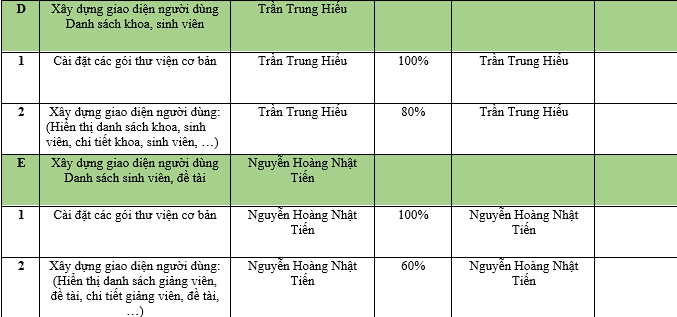 D Xây dựng giao diện người dùng Trần Trung Hiếu
Danh sách khoa, sinh viên
1 Cài đặt các gói thư viện cơ bản Trần Trung Hiếu 100% Trần Trung Hiếu
2 Xây dựng giao diện người dùng: Trần Trung Hiếu 80% Trần Trung Hiếu
(Hiển thị danh sách khoa, sinh
viên, chi tiết khoa, sinh viên, …)
E Xây dựng giao diện người dùng Nguyễn Hoàng Nhật
Danh sách sinh viên, đề tài Tiến
1 Cài đặt các gói thư viện cơ bản Nguyễn Hoàng Nhật 100% Nguyễn Hoàng Nhật
Tiến Tiến
2 Xây dựng giao diện người dùng: Nguyễn Hoàng Nhật 60% Nguyễn Hoàng Nhật
(Hiển thị danh sách giảng viên, Tiến Tiến
đề tài, chi tiết giảng viên, đề tài,
…)